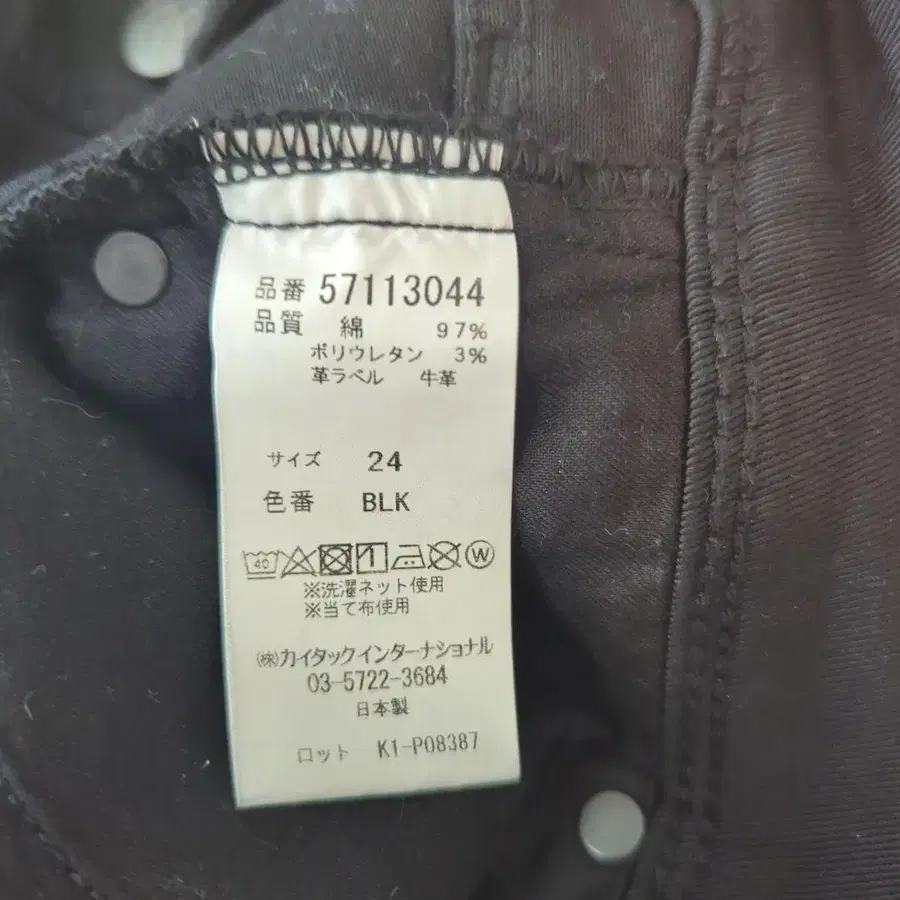 品番 57113044
品質 綿 97%
ポリウレタン 3%
革ラベル 牛革
サイズ 24
色番 BLK
40 W
※洗濯ネット使用
※当て布使用
㈱カイタックインターナショナル
03-5722-3684
日本製
ロット K1-P08387